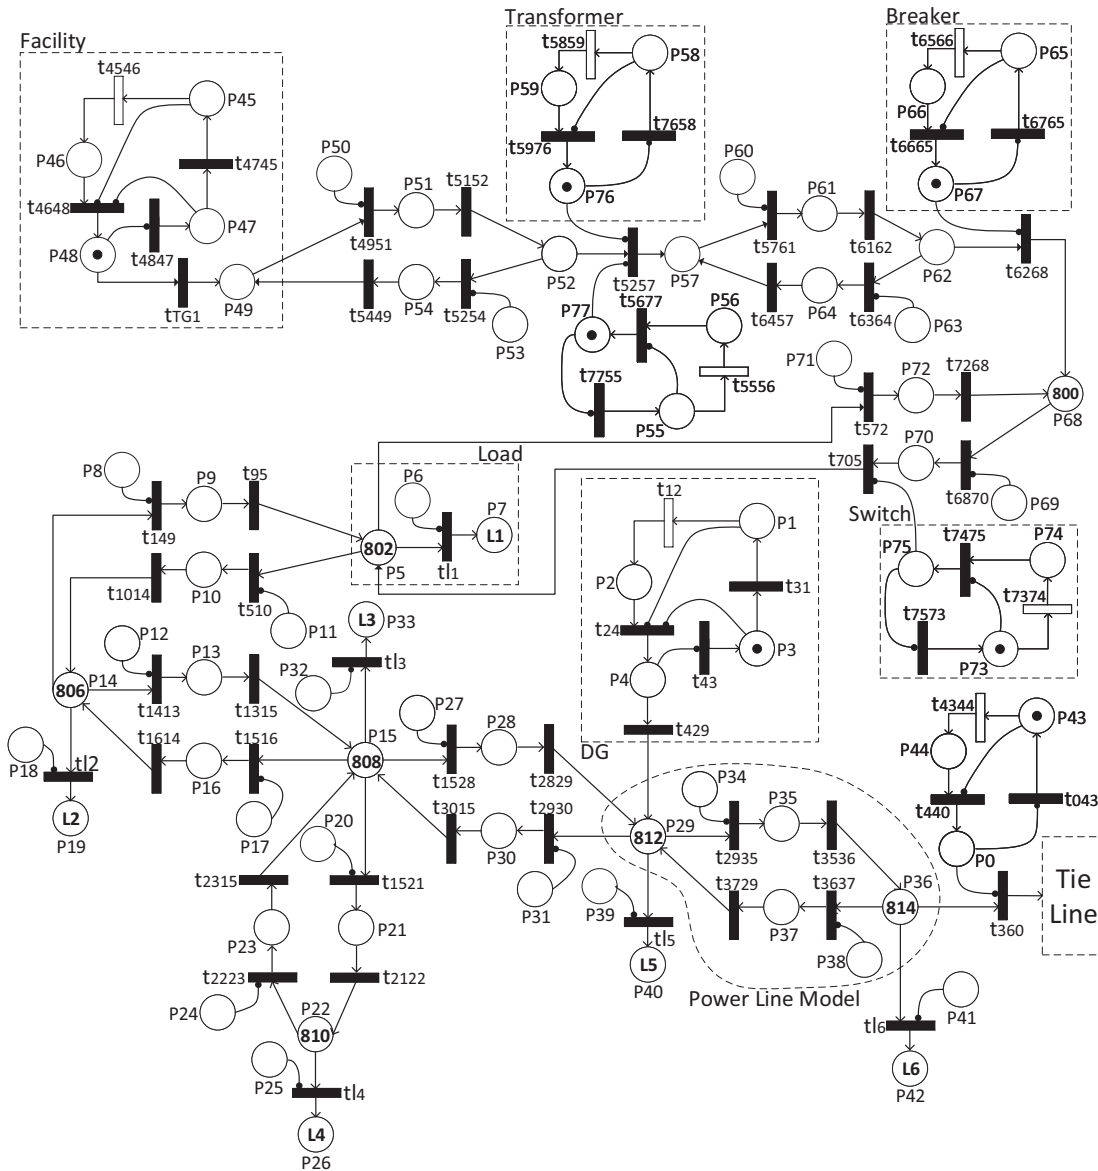 Transformer
Breaker
Facility
t4546
P45
P46
t4745
t4648
P47
P48
t4847
tTG1
P49
P50
P51
t5152
t4951
t5449
P54
t5254
P53
P52
t5859
P58
P59
t7658
t5976
P76
t5257
P57
P77
t5677
P56
t7755
P55
t5556
P60
P61
t5761
t6162
P62
t6457
P64
t6364
P63
t6566
P65
P66
t6765
t6665
P67
t6268
P71
P72
t7268
t572
800
P68
P70
t705
t6870
P69
Load
P8
P9
t95
t149
P6
P7
L1
802
P5
tl1
t1014
P10
t510
P11
Switch
P75
t7475
P74
t7374
t7573
P73
t12
P1
P2
t31
t24
P3
P4
t43
t429
DG
L3
P33
P12
P13
P32
tl3
806
P14
t1413
t1315
P15
808
P27
P28
t1528
t2829
t1614
t1516
P16
P17
P18
tl2
L2
P19
P20
t3015
t2930
P30
P31
t2315
t1521
P23
P21
t2223
t2122
P24
P22
810
P25
tl4
L4
P26
P34
P35
P29
812
t2935
t3536
P36
814
t3729
t3637
P37
P38
P39
tl5
L5
P40
Power Line Model
P41
tl6
L6
P42
t4344
P43
P44
t440
t043
P0
t360
Tie
Line